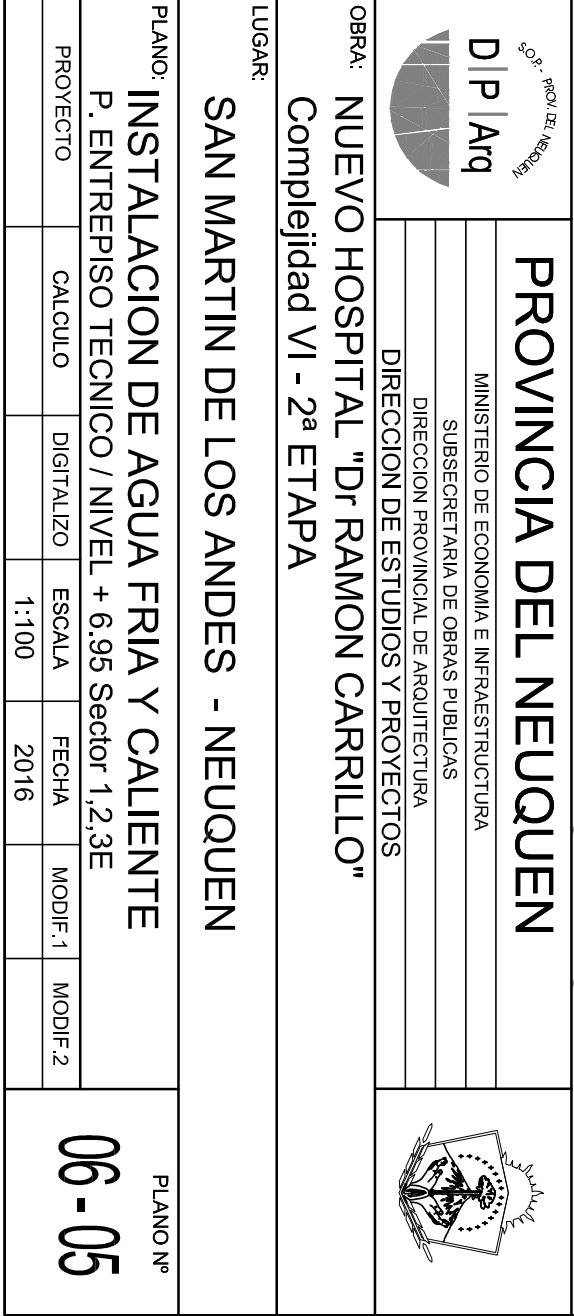 S.O.P.- PROV. DEL NEUQUEN
D P Arq
PROVINCIA DEL NEUQUEN
MINISTERIO DE ECONOMIA E INFRAESTRUCTURA
SUBSECRETARIA DE OBRAS PUBLICAS
DIRECCION PROVINCIAL DE ARQUITECTURA
DIRECCION DE ESTUDIOS Y PROYECTOS
OBRA: NUEVO HOSPITAL "Dr RAMON CARRILLO"
Complejidad VI - 2ª ETAPA
LUGAR:
SAN MARTIN DE LOS ANDES - NEUQUEN
PLANO: INSTALACION DE AGUA FRIA Y CALIENTE
P. ENTREPISO TECNICO / NIVEL + 6.95 Sector 1,2,3E
PROYECTO CALCULO DIGITALIZO ESCALA FECHA MODIF.1 MODIF.2
1:100 2016
PLANO Nº
06 - 05